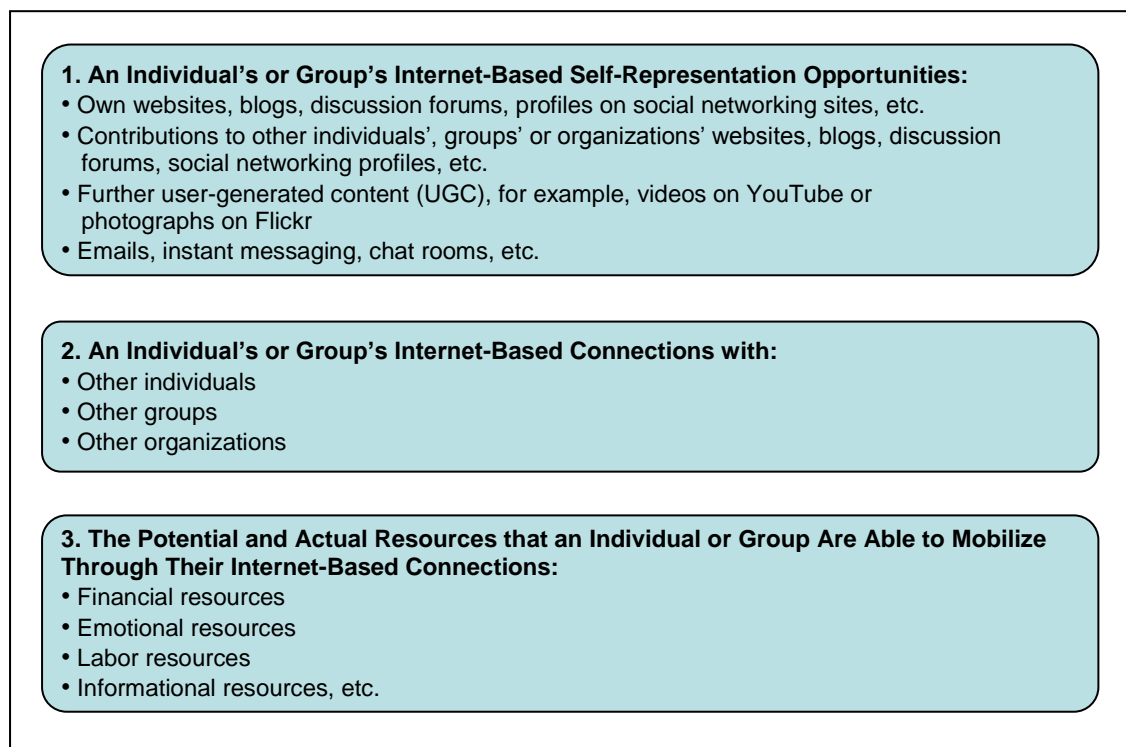 1. An Individual’s or Group’s Internet-Based Self-Representation Opportunities:
• Own websites, blogs, discussion forums, profiles on social networking sites, etc.
• Contributions to other individuals’, groups’ or organizations’ websites, blogs, discussion
forums, social networking profiles, etc.
• Further user-generated content (UGC), for example, videos on YouTube or
photographs on Flickr
• Emails, instant messaging, chat rooms, etc.
2. An Individual’s or Group’s Internet-Based Connections with:
• Other individuals
• Other groups
• Other organizations
3. The Potential and Actual Resources that an Individual or Group Are Able to Mobilize
Through Their Internet-Based Connections:
• Financial resources
• Emotional resources
• Labor resources
• Informational resources, etc.